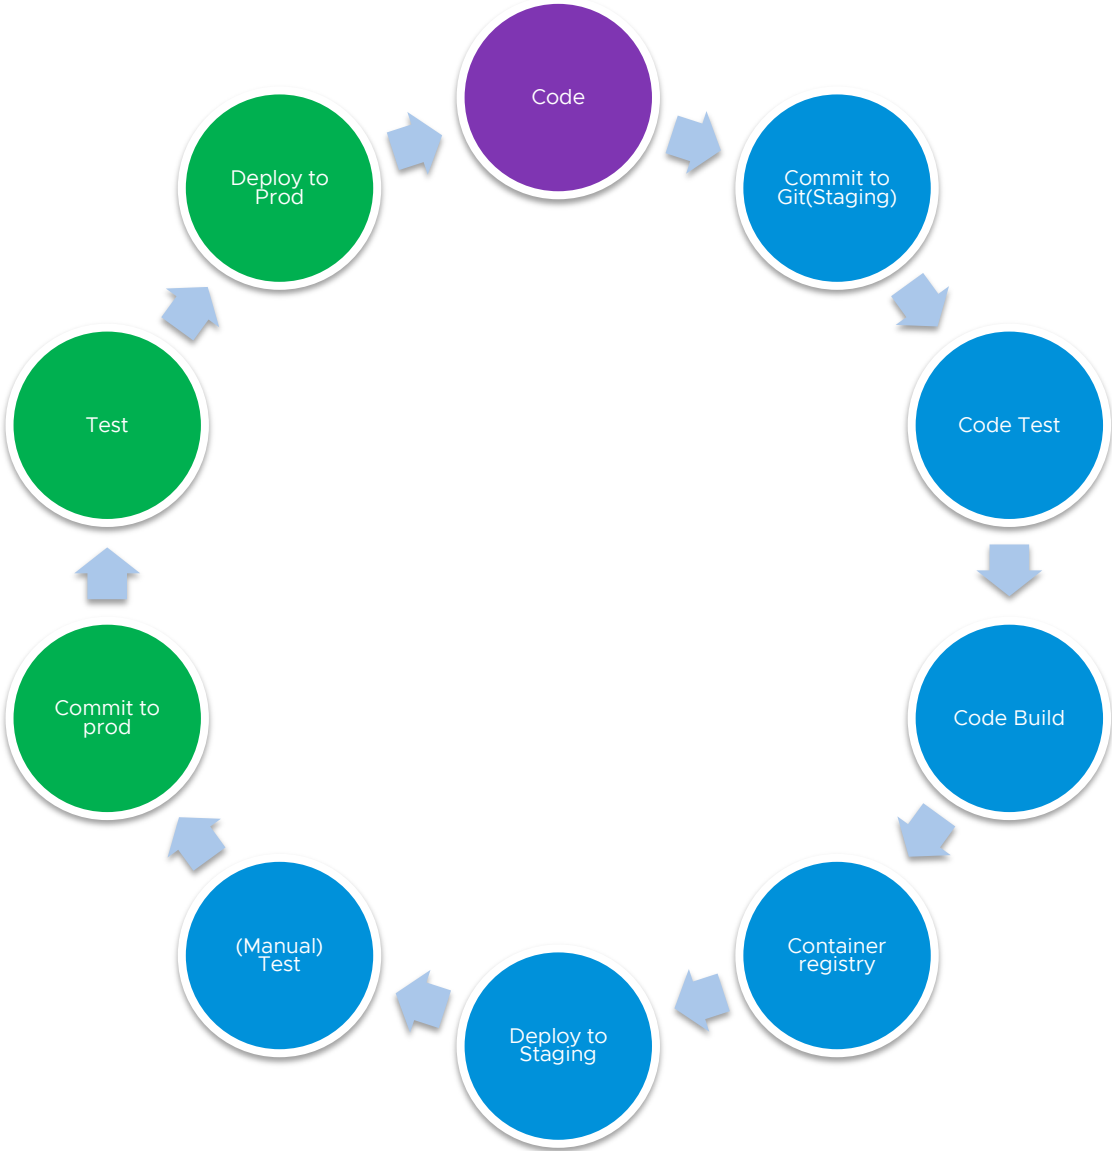 Code
Commit to
Git(Staging)
Code Test
Code Build
Container
registry
Deploy to
Staging
(Manual)
Test
Commit to
prod
Test
Deploy to
Prod